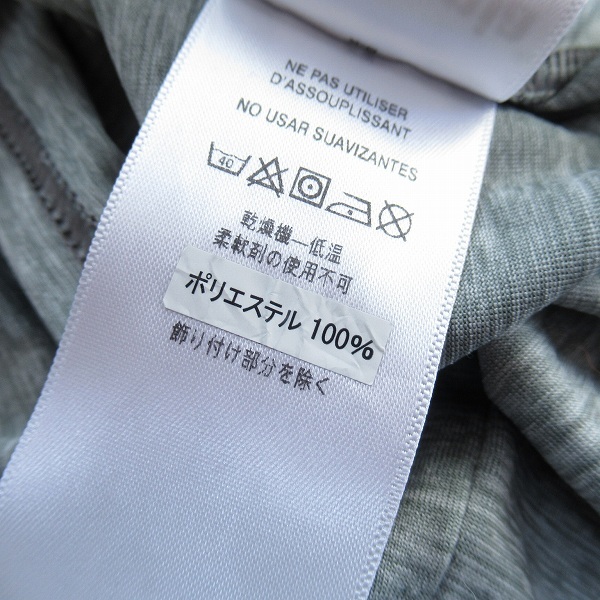 NE PAS UTILISER
D'ASSOUPLISSANT
NO USAR SUAVIZANTES
40
乾燥機—低温
柔軟剤の使用不可
ポリエステル 100%
飾り付け部分を除く